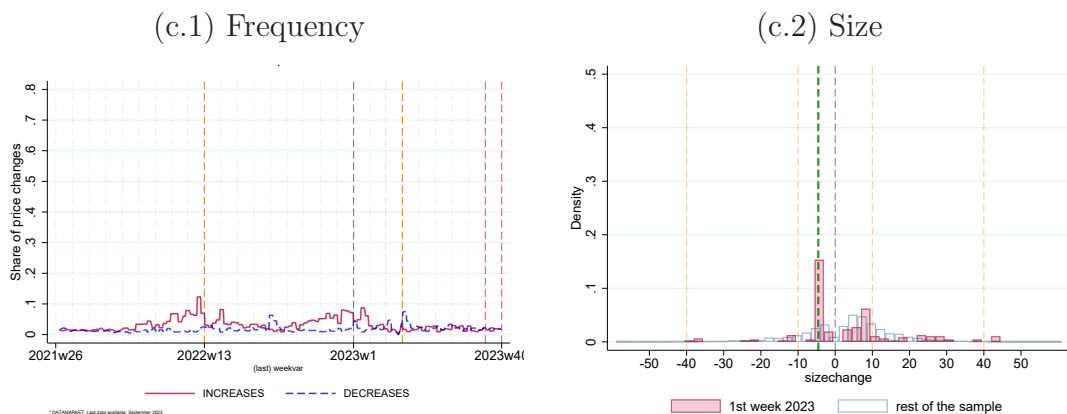 (c.1) Frequency
Share of price changes
.8
.7
.6
.5
.4
.3
.2
.1
0
2021w26 2022w13 2023w1 2023w40
(last) weekvar
INCREASES DECREASES
* DATAMARKET. Last data available: September 2023.
(c.2) Size
Density
.5
.4
.3
.2
.1
0
-50 -40 -30 -20 -10 0 10 20 30 40 50
sizechange
1st week 2023 rest of the sample